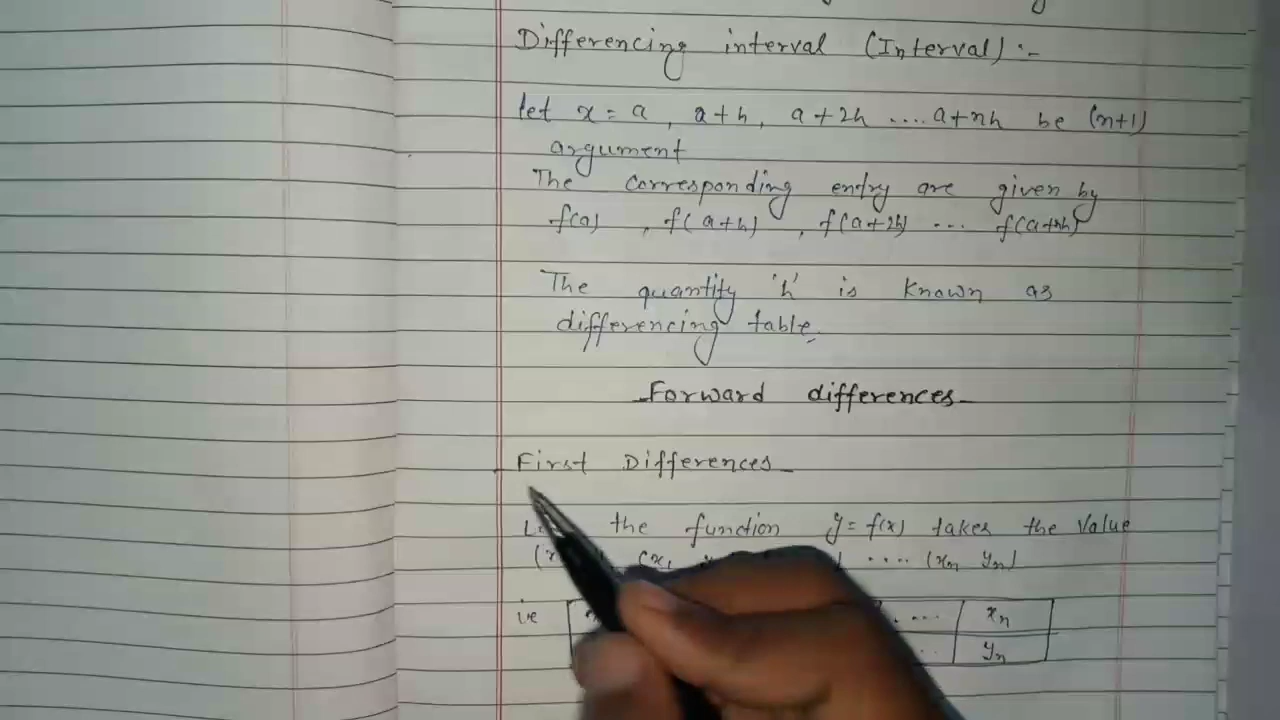 Differencing interval (Interval) :-
let x = a , a+h, a+2h ....a+nh be (n+1)
argument
The corresponding entry are given by
f(a) , f(a+h) , f(a+2h) ... f(a+nh)
The quantity 'h' is known as
differencing table.
Forward differences
First Differences
the function y = f(x) takes the value
(x₁ .... (xn yn)
ie .... xn
yn